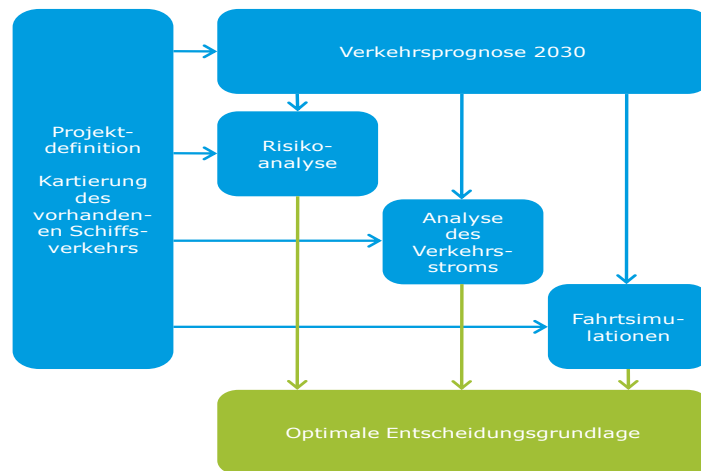 Projekt-
definition
Kartierung
des
vorhanden-
en Schiffs-
verkehrs
Verkehrsprognose 2030
Risiko-
analyse
Analyse
des
Verkehrs-
stroms
Fahrtsimu-
lationen
Optimale Entscheidungsgrundlage